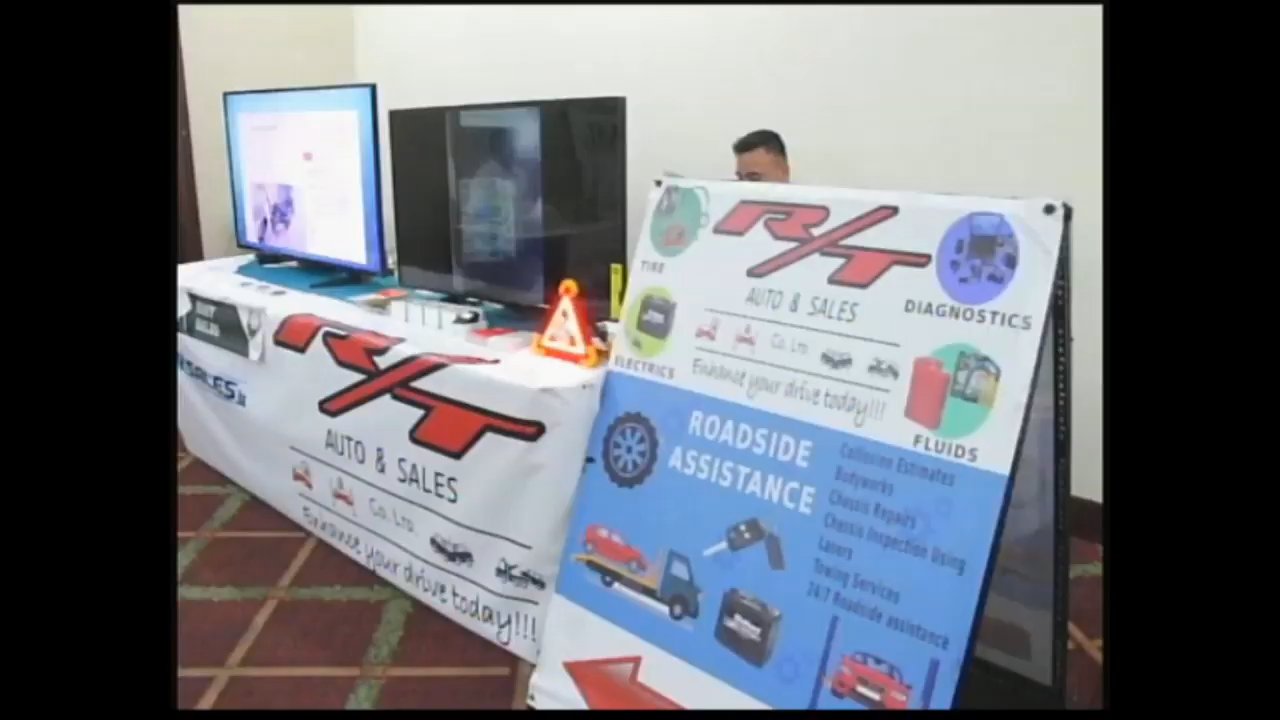 R/T
AUTO & SALES
Co. Ltd.
Enhance your drive today!!!
R/T
AUTO & SALES
Co. Ltd
Enhance your drive today!!!
TIRE
DIAGNOSTICS
ELECTRICS
FLUIDS
ROADSIDE
ASSISTANCE
Collision Estimates
Bodyworks
Chassis Repairs
Chassis Inspection Using
Lasers
Towing Services
24/7 Roadside assistance